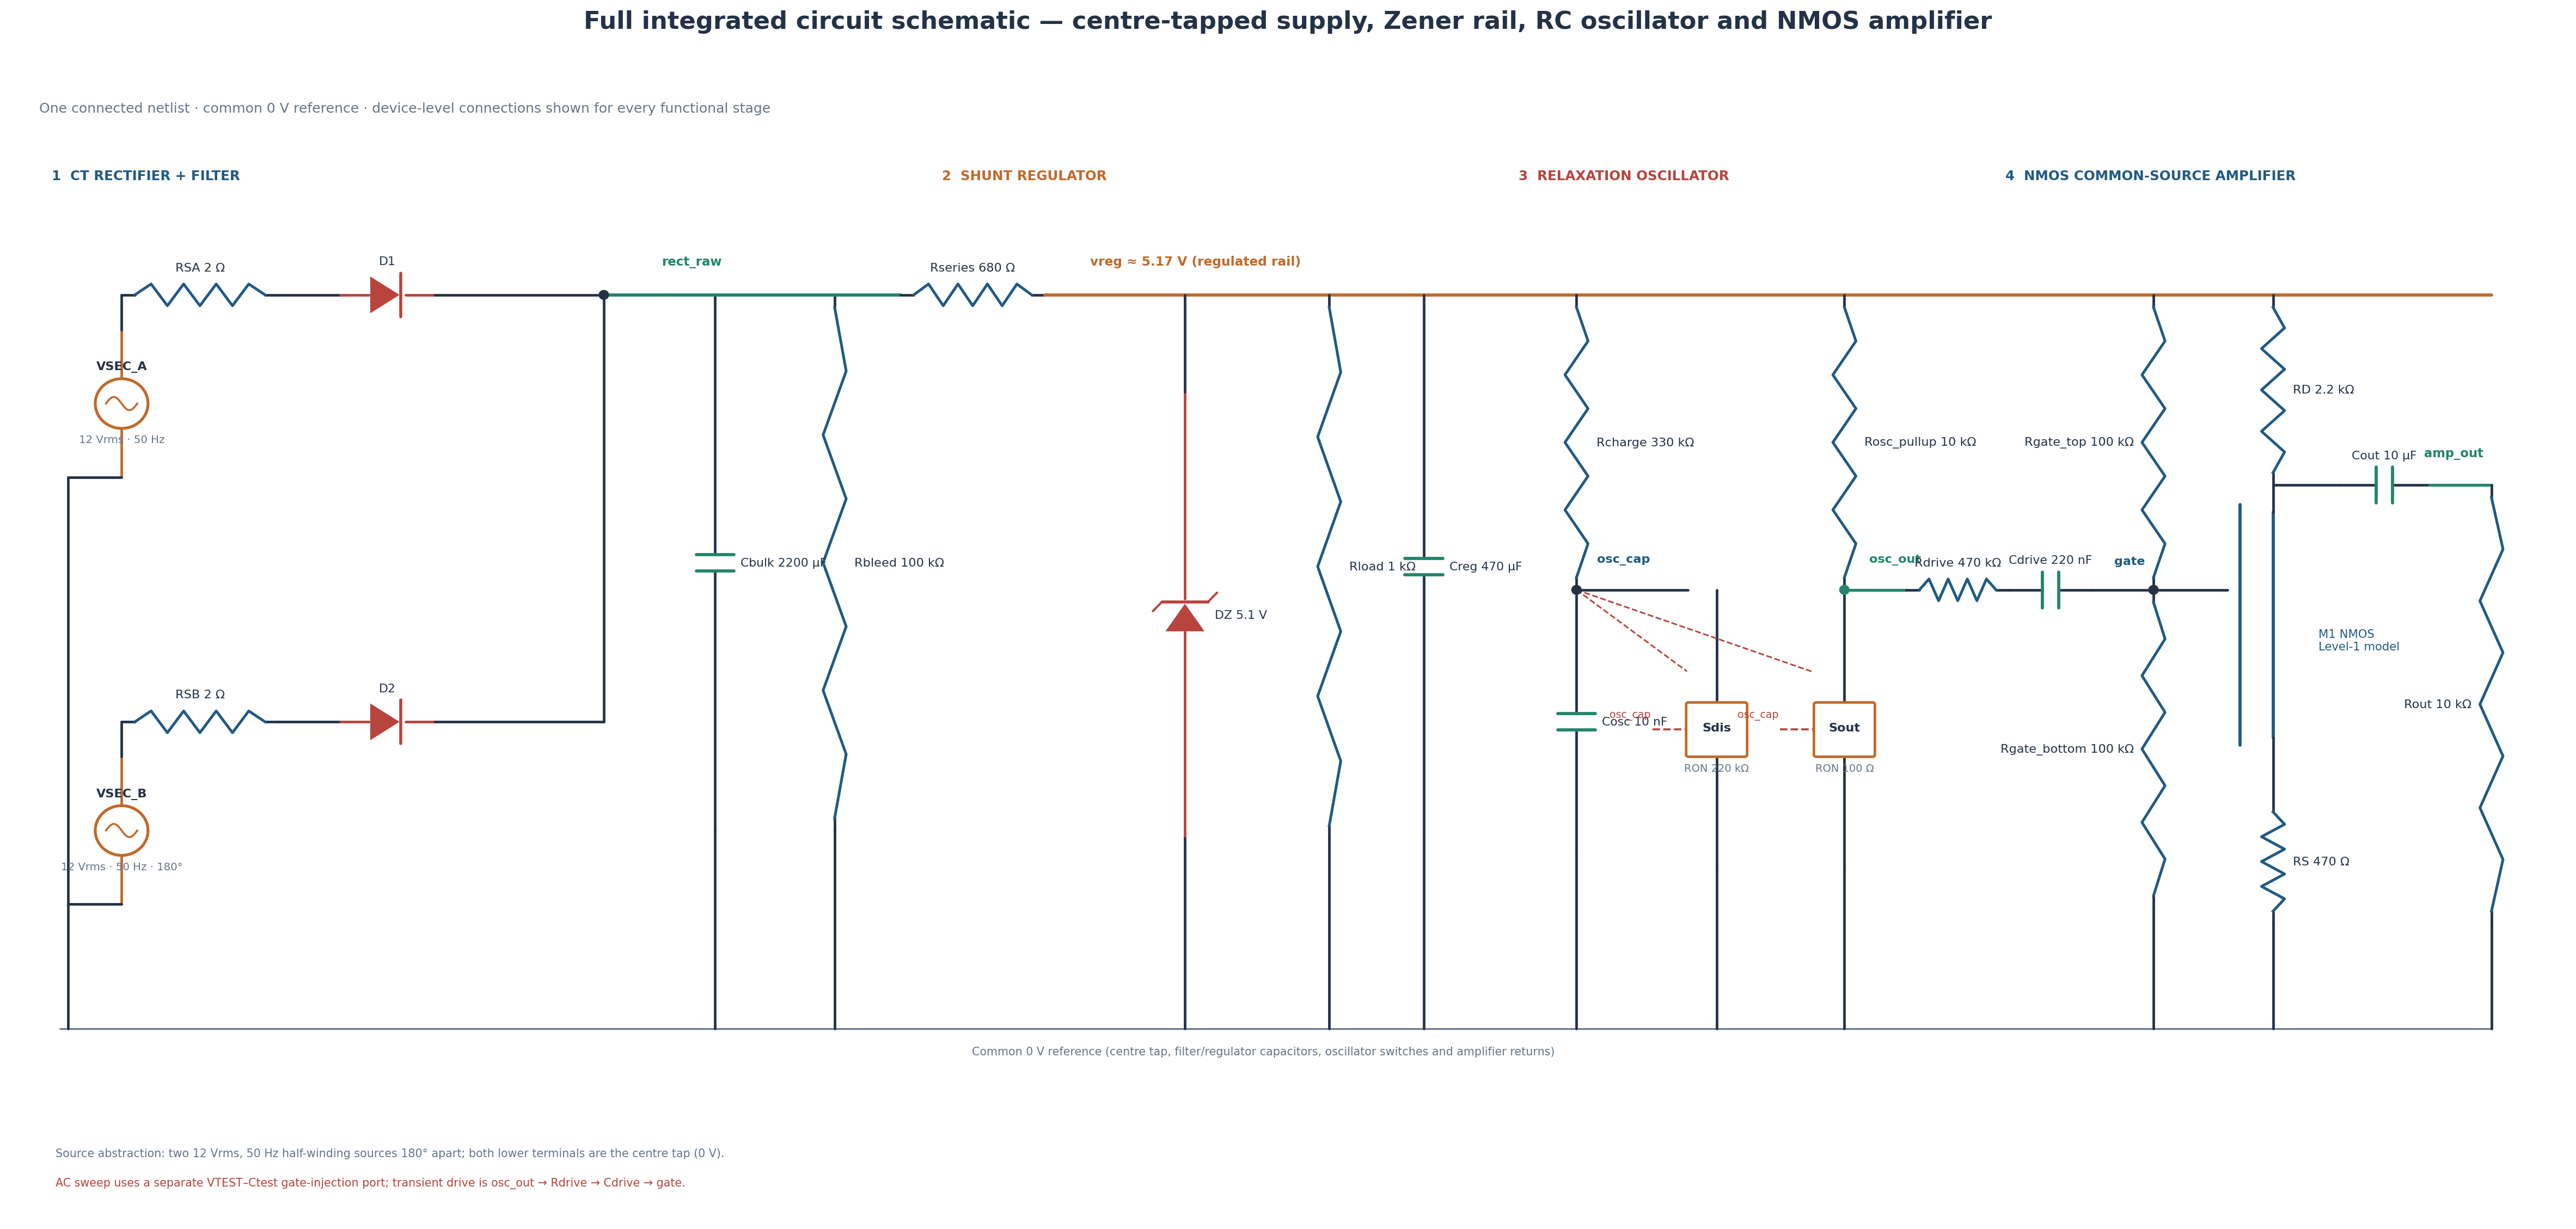 Full integrated circuit schematic — centre-tapped supply, Zener rail, RC oscillator and NMOS amplifier
One connected netlist · common 0 V reference · device-level connections shown for every functional stage
1 CT RECTIFIER + FILTER
2 SHUNT REGULATOR
3 RELAXATION OSCILLATOR
4 NMOS COMMON-SOURCE AMPLIFIER
RSA 2 Ω
D1
rect_raw
Rseries 680 Ω
vreg ≈ 5.17 V (regulated rail)
VSEC_A
12 Vrms · 50 Hz
RD 2.2 kΩ
Rcharge 330 kΩ
Rosc_pullup 10 kΩ
Rgate_top 100 kΩ
Cout 10 µF
amp_out
Cbulk 2200 µF
Rbleed 100 kΩ
Rload 1 kΩ
Creg 470 µF
osc_cap
osc_out
Rdrive 470 kΩ
Cdrive 220 nF
gate
DZ 5.1 V
M1 NMOS
Level-1 model
RSB 2 Ω
D2
osc_cap
Cosc 10 nF
Sdis
RON 220 kΩ
osc_cap
Sout
RON 100 Ω
Rgate_bottom 100 kΩ
Rout 10 kΩ
VSEC_B
12 Vrms · 50 Hz · 180°
RS 470 Ω
Common 0 V reference (centre tap, filter/regulator capacitors, oscillator switches and amplifier returns)
Source abstraction: two 12 Vrms, 50 Hz half-winding sources 180° apart; both lower terminals are the centre tap (0 V).
AC sweep uses a separate VTEST–Ctest gate-injection port; transient drive is osc_out → Rdrive → Cdrive → gate.